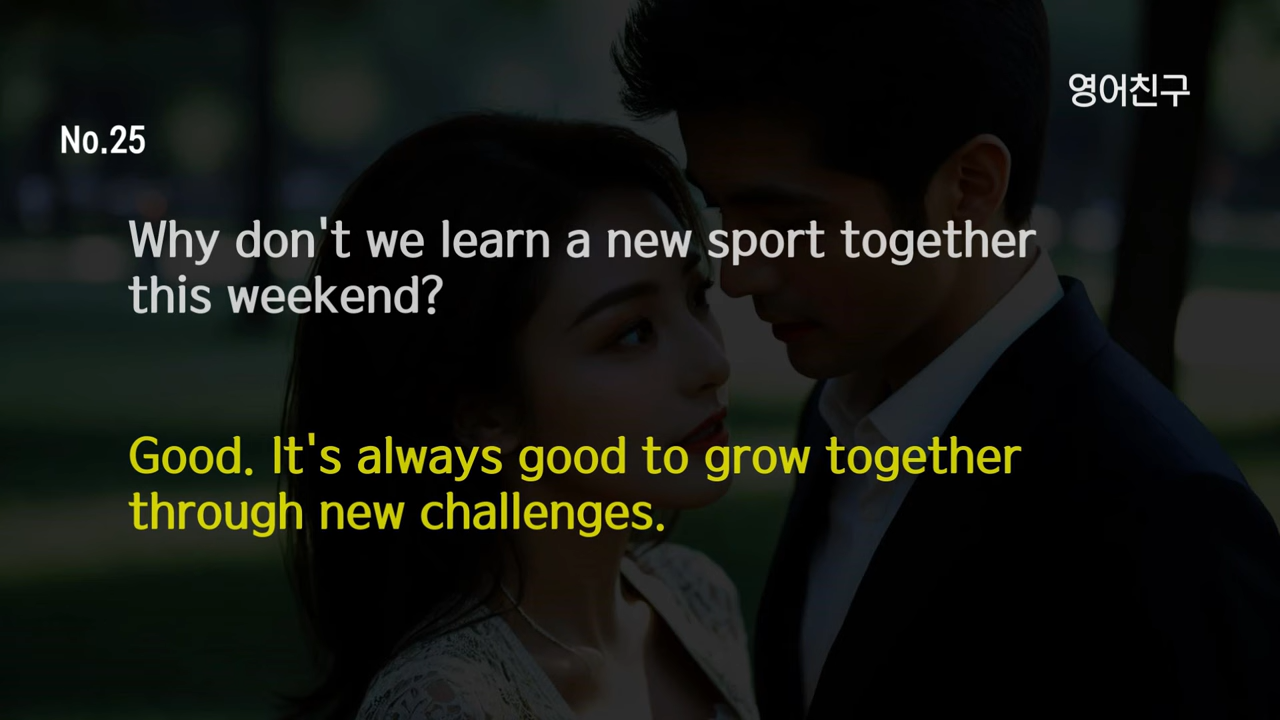 영어친구
No.25
Why don't we learn a new sport together
this weekend?
Good. It's always good to grow together
through new challenges.